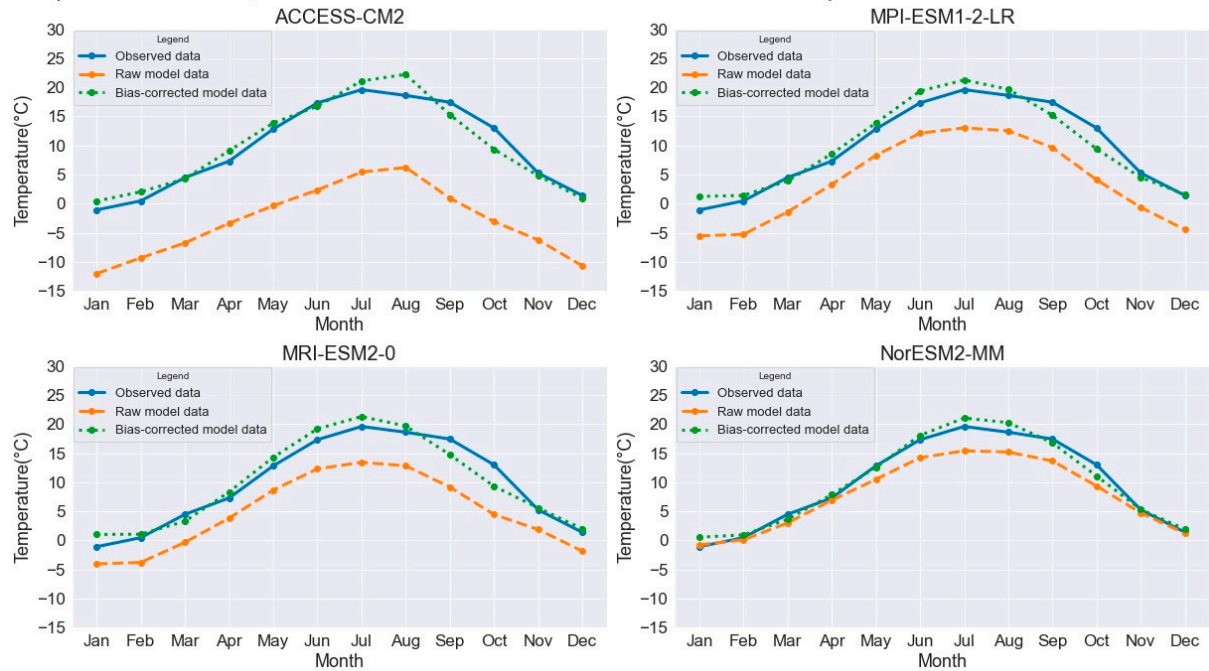 ACCESS-CM2
Temperature(°C)
30
25
20
15
10
5
0
−5
−10
−15
Legend
Observed data
Raw model data
Bias-corrected model data
Jan Feb Mar Apr May Jun Jul Aug Sep Oct Nov Dec
Month
MPI-ESM1-2-LR
Temperature(°C)
30
25
20
15
10
5
0
−5
−10
−15
Legend
Observed data
Raw model data
Bias-corrected model data
Jan Feb Mar Apr May Jun Jul Aug Sep Oct Nov Dec
Month
MRI-ESM2-0
Temperature(°C)
30
25
20
15
10
5
0
−5
−10
−15
Legend
Observed data
Raw model data
Bias-corrected model data
Jan Feb Mar Apr May Jun Jul Aug Sep Oct Nov Dec
Month
NorESM2-MM
Temperature(°C)
30
25
20
15
10
5
0
−5
−10
−15
Legend
Observed data
Raw model data
Bias-corrected model data
Jan Feb Mar Apr May Jun Jul Aug Sep Oct Nov Dec
Month